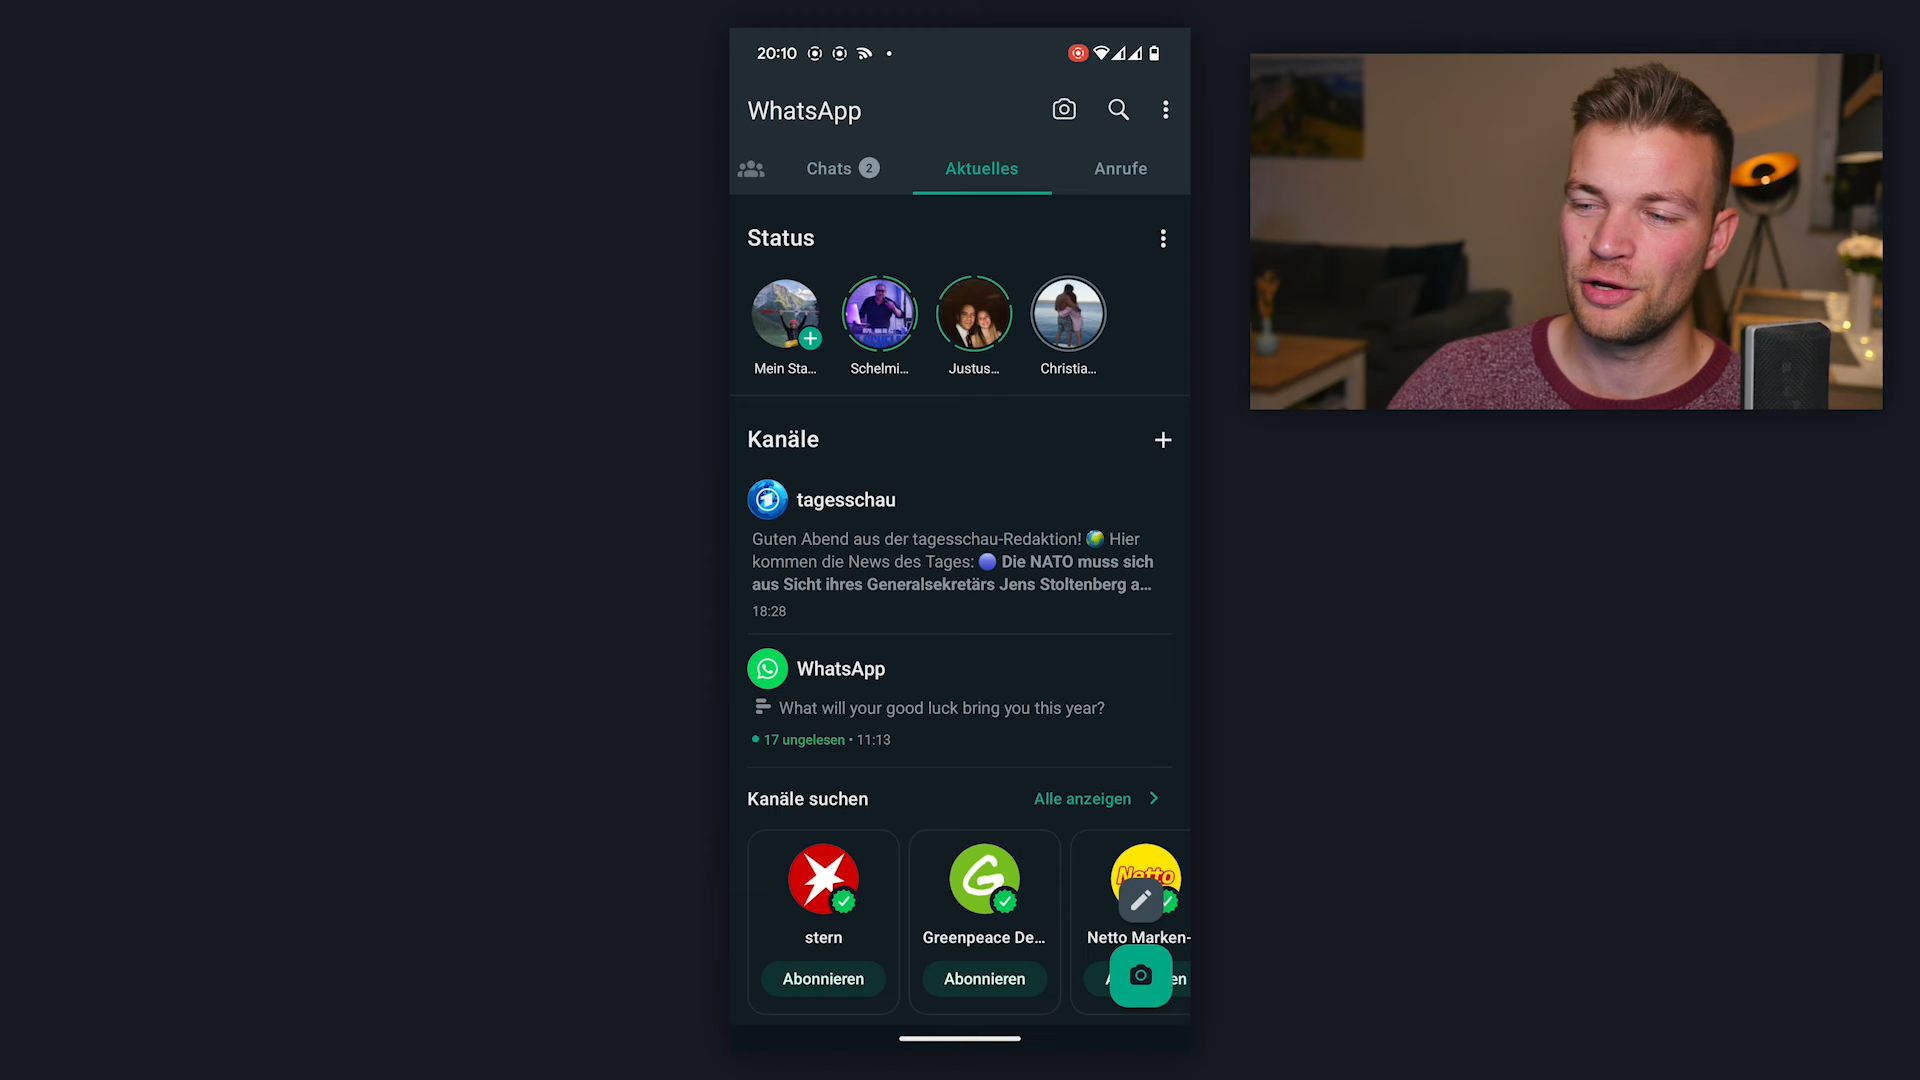 20:10
WhatsApp
Chats 2
Aktuelles
Anrufe
Status
Mein Sta...
Schelmi...
Justus...
Christia...
Kanäle
tagesschau
Guten Abend aus der tagesschau-Redaktion! 🌍 Hier
kommen die News des Tages: 🔵 Die NATO muss sich
aus Sicht ihres Generalsekretärs Jens Stoltenberg a...
18:28
WhatsApp
What will your good luck bring you this year?
17 ungelesen • 11:13
Kanäle suchen
Alle anzeigen
stern
Greenpeace De...
Netto
Netto Marken-
Abonnieren
Abonnieren